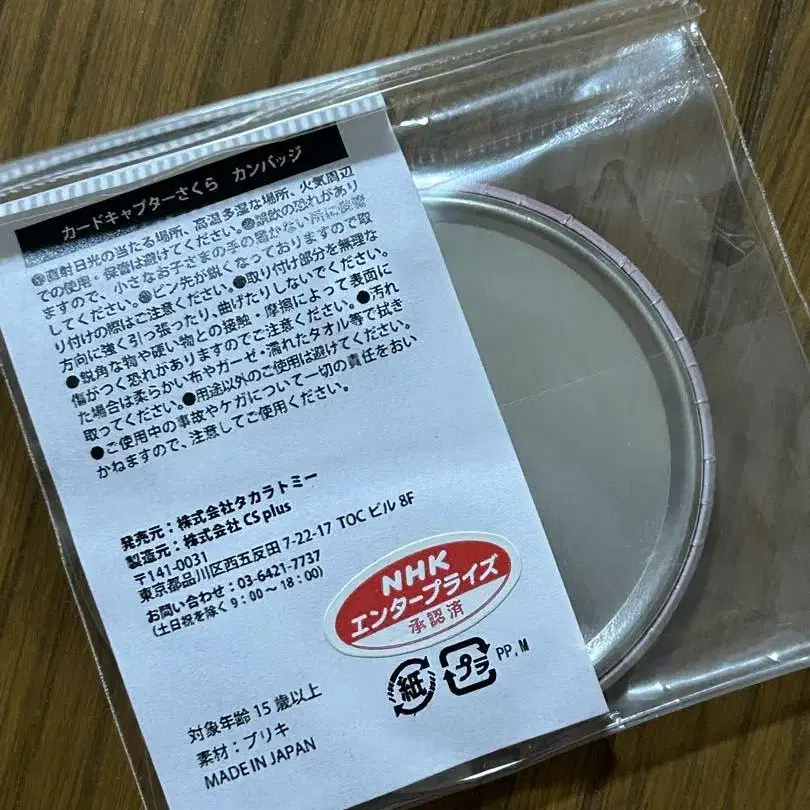 カードキャプターさくら　カンバッジ
●直射日光の当たる場所、高温多湿な場所、火気周辺
での使用・保管は避けてください。●誤飲の恐れがあり
ますので、小さなお子さまの手の届かない所に保管
してください。●ピン先が鋭くなっておりますので取
り付けの際はご注意ください。●取り付け部分を無理な
方向に強く引っ張ったり、曲げたりしないでください。
●鋭角な物や硬い物との接触・摩擦によって表面に
傷がつく恐れがありますのでご注意ください。●汚れ
た場合は柔らかい布やガーゼ・濡れたタオル等で拭き
取ってください。●用途以外のご使用は避けてください。
●ご使用中の事故やケガについて一切の責任をおい
かねますので、注意してご使用ください。
発売元：株式会社タカラトミー
製造元：株式会社 CS plus
〒141-0031
東京都品川区西五反田 7-22-17 TOC ビル 8F
お問い合わせ：03-6421-7737
(土日祝を除く 9：00～18：00)
NHK
エンタープライズ
承認済
紙
プラ
PP,M
対象年齢 15 歳以上
素材：ブリキ
MADE IN JAPAN